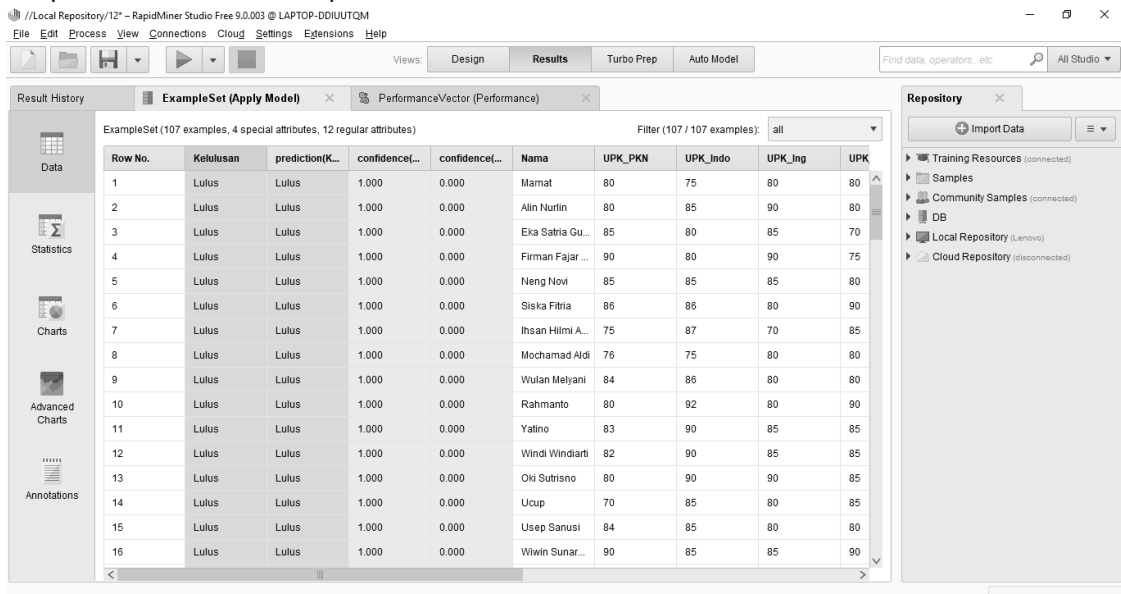 //Local Repository/12* – RapidMiner Studio Free 9.0.003 @ LAPTOP-DDIUUTQM
File Edit Process View Connections Cloud Settings Extensions Help
Views: Design Results Turbo Prep Auto Model Find data, operators...etc All Studio
Result History ExampleSet (Apply Model) PerformanceVector (Performance) Repository
ExampleSet (107 examples, 4 special attributes, 12 regular attributes) Filter (107 / 107 examples): all
Import Data
Data
Statistics
Charts
Advanced
Charts
Annotations
Row No. Kelulusan prediction(K... confidence(... confidence(... Nama UPK_PKN UPK_Indo UPK_Ing UPK
1 Lulus Lulus 1.000 0.000 Mamat 80 75 80 80
2 Lulus Lulus 1.000 0.000 Alin Nurlin 80 85 90 80
3 Lulus Lulus 1.000 0.000 Eka Satria Gu... 85 80 85 70
4 Lulus Lulus 1.000 0.000 Firman Fajar ... 90 80 90 75
5 Lulus Lulus 1.000 0.000 Neng Novi 85 85 85 80
6 Lulus Lulus 1.000 0.000 Siska Fitria 86 86 80 90
7 Lulus Lulus 1.000 0.000 Ihsan Hilmi A... 75 87 70 85
8 Lulus Lulus 1.000 0.000 Mochamad Aldi 76 75 80 80
9 Lulus Lulus 1.000 0.000 Wulan Melyani 84 86 80 80
10 Lulus Lulus 1.000 0.000 Rahmanto 80 92 80 90
11 Lulus Lulus 1.000 0.000 Yatino 83 90 85 85
12 Lulus Lulus 1.000 0.000 Windi Windiarti 82 90 85 85
13 Lulus Lulus 1.000 0.000 Oki Sutrisno 80 90 90 85
14 Lulus Lulus 1.000 0.000 Ucup 70 85 80 85
15 Lulus Lulus 1.000 0.000 Usep Sanusi 84 85 80 80
16 Lulus Lulus 1.000 0.000 Wiwin Sunar... 90 85 85 90
Training Resources (connected)
Samples
Community Samples (connected)
DB
Local Repository (Lenovo)
Cloud Repository (disconnected)